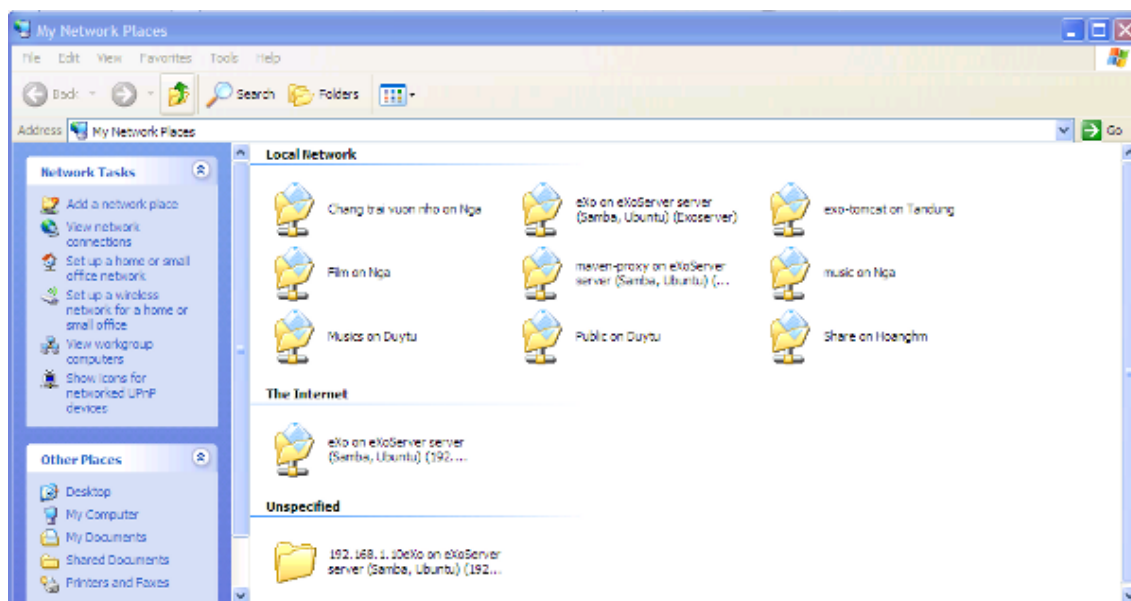 My Network Places
File Edit View Favorites Tools Help
Back Search Folders
Address My Network Places Go
Network Tasks
Add a network place
View network
connections
Set up a home or small
office network
Set up a wireless
network for a home or
small office
View workgroup
computers
Show icons for
networked UPnP
devices
Other Places
Desktop
My Computer
My Documents
Shared Documents
Printers and Faxes
Local Network
Chang trai vuon nho on Nga
eXo on eXoServer server
(Samba, Ubuntu) (Exoserver)
exo-tomcat on Tandung
Film on Nga
maven-proxy on eXoServer
server (Samba, Ubuntu) (...
music on Nga
Musics on Duytu
Public on Duytu
Share on Hoanghm
The Internet
eXo on eXoServer server
(Samba, Ubuntu) (192....
Unspecified
192.168.1.10eXo on eXoServer
server (Samba, Ubuntu) (192...